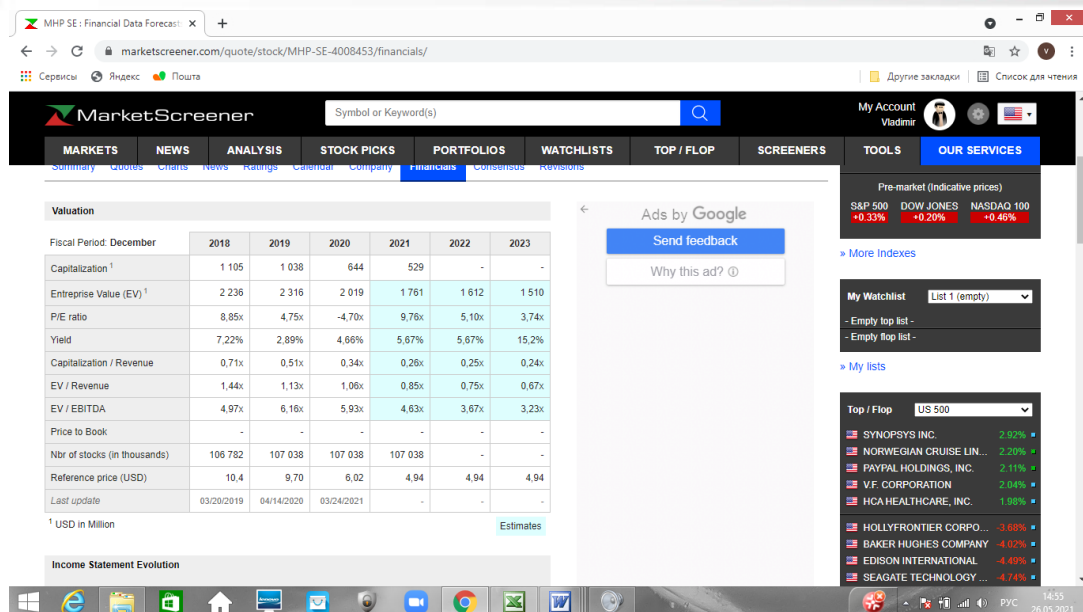 MHP SE : Financial Data Forecast
marketscreener.com/quote/stock/MHP-SE-4008453/financials/
V
Сервисы Яндекс Пошта Другие закладки Список для чтения
MarketScreener
Symbol or Keyword(s)
My Account
Vladimir
MARKETS NEWS ANALYSIS STOCK PICKS PORTFOLIOS WATCHLISTS TOP / FLOP SCREENERS TOOLS OUR SERVICES
Summary Quotes Charts News Ratings Calendar Company Financials Consensus Revisions
Valuation
Fiscal Period: December 2018 2019 2020 2021 2022 2023
Capitalization 1 1 105 1 038 644 529 - -
Entreprise Value (EV) 1 2 236 2 316 2 019 1 761 1 612 1 510
P/E ratio 8,85x 4,75x -4,70x 9,76x 5,10x 3,74x
Yield 7,22% 2,89% 4,66% 5,67% 5,67% 15,2%
Capitalization / Revenue 0,71x 0,51x 0,34x 0,26x 0,25x 0,24x
EV / Revenue 1,44x 1,13x 1,06x 0,85x 0,75x 0,67x
EV / EBITDA 4,97x 6,16x 5,93x 4,63x 3,67x 3,23x
Price to Book - - - - - -
Nbr of stocks (in thousands) 106 782 107 038 107 038 107 038 - -
Reference price (USD) 10,4 9,70 6,02 4,94 4,94 4,94
Last update 03/20/2019 04/14/2020 03/24/2021 - - -
1 USD in Million
Estimates
Income Statement Evolution
Ads by Google
Send feedback
Why this ad?
Pre-market (Indicative prices)
S&P 500 DOW JONES NASDAQ 100
+0.33% +0.20% +0.46%
» More Indexes
My Watchlist List 1 (empty)
- Empty top list -
- Empty flop list -
» My lists
Top / Flop US 500
SYNOPSYS INC. 2.92%
NORWEGIAN CRUISE LIN... 2.20%
PAYPAL HOLDINGS, INC. 2.11%
V.F. CORPORATION 2.04%
HCA HEALTHCARE, INC. 1.98%
HOLLYFRONTIER CORPO... -3.68%
BAKER HUGHES COMPANY -4.02%
EDISON INTERNATIONAL -4.49%
SEAGATE TECHNOLOGY ... -4.74%
РУС
14:55
26.05.2021